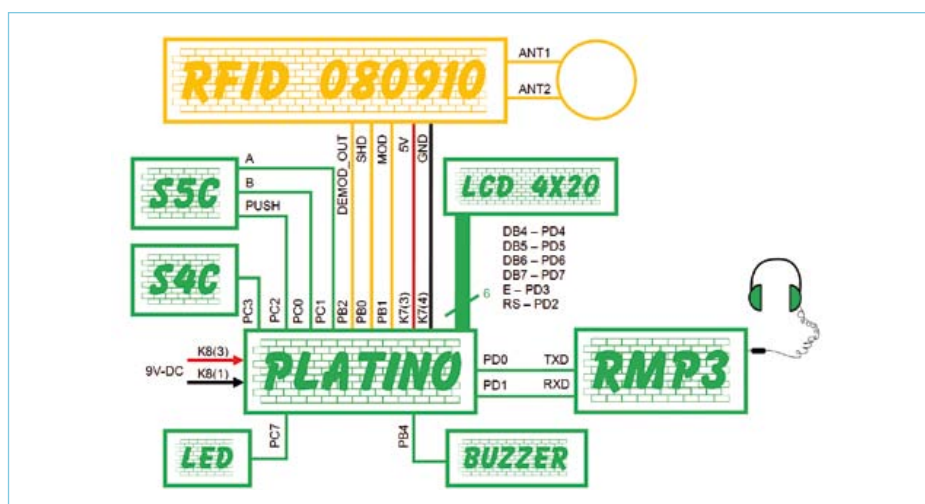 RFID 080910
ANT1
ANT2
DEMOD_OUT
SHD
MOD
5V
GND
S5C
A
B
PUSH
LCD 4X20
DB4 – PD4
DB5 – PD5
DB6 – PD6
DB7 – PD7
E – PD3
RS – PD2
6
S4C
PC3
PC2
PC0
PC1
PB2
PB0
PB1
K7(3)
K7(4)
9V-DC
K8(3)
K8(1)
PLATINO
PD0
TXD
PD1
RXD
RMP3
LED
PC7
PB4
BUZZER